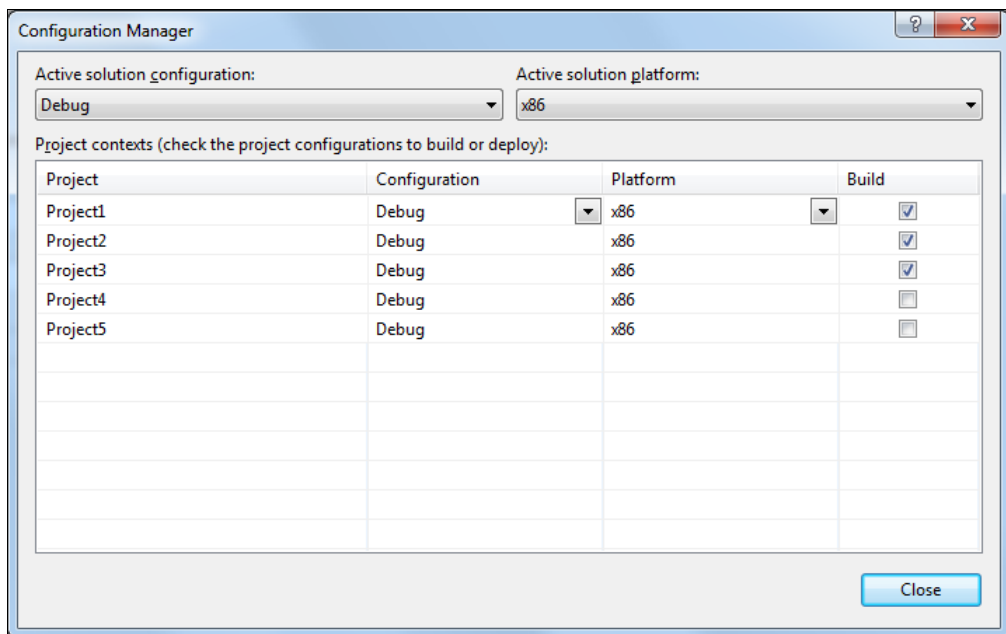 Configuration Manager
?
Active solution configuration: Active solution platform:
Debug x86
Project contexts (check the project configurations to build or deploy):
Project Configuration Platform Build
Project1 Debug x86
Project2 Debug x86
Project3 Debug x86
Project4 Debug x86
Project5 Debug x86
Close